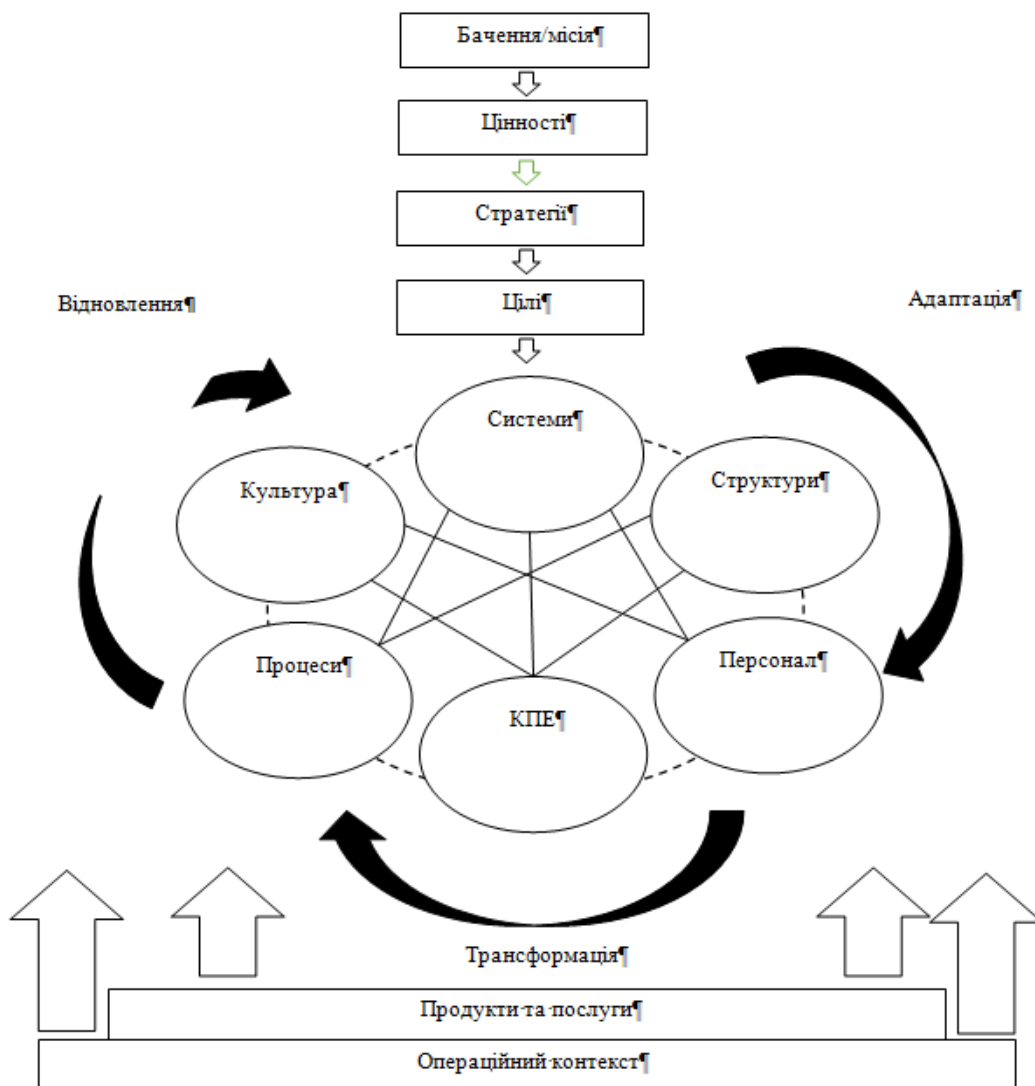 Бачення/місія¶
Цінності¶
Стратегії¶
Цілі¶
Відновлення¶
Адаптація¶
Системи¶
Культура¶
Структури¶
Процеси¶
Персонал¶
КПЕ¶
Трансформація¶
Продукти·та·послуги¶
Операційний·контекст¶